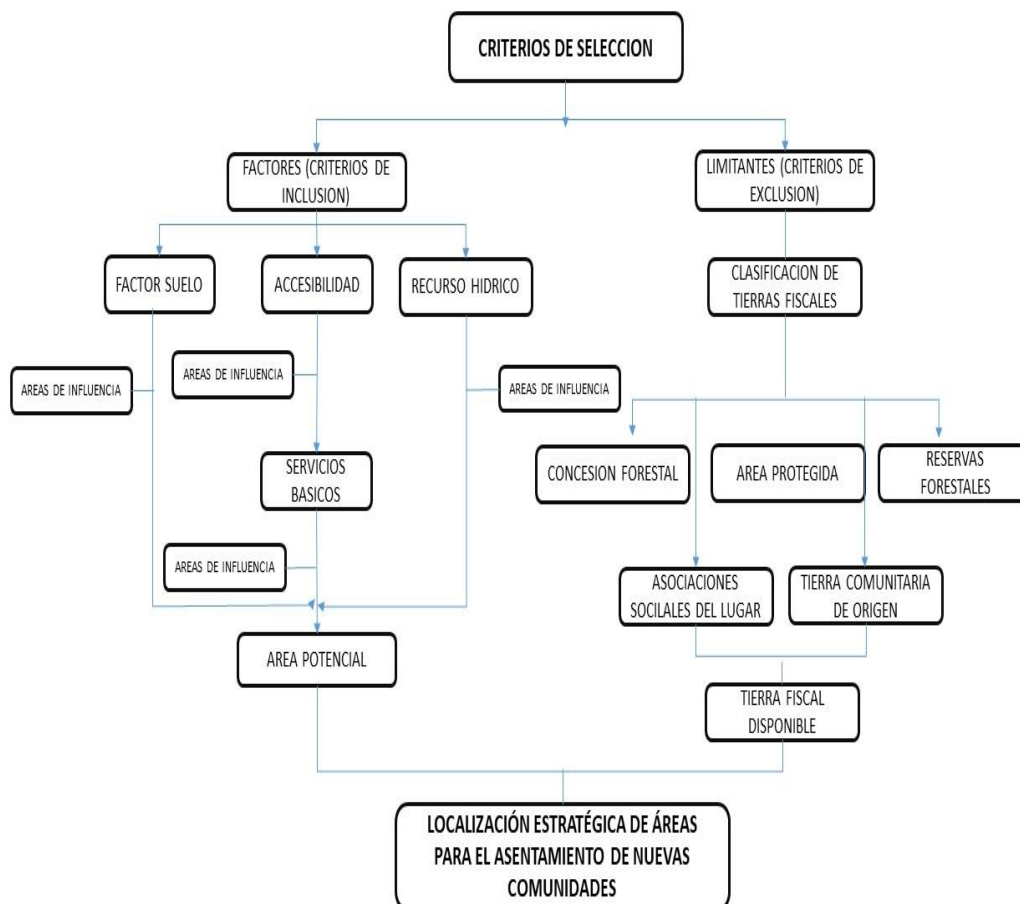 CRITERIOS DE SELECCION
FACTORES (CRITERIOS DE
INCLUSION)
LIMITANTES (CRITERIOS DE
EXCLUSION)
FACTOR SUELO
ACCESIBILIDAD
RECURSO HIDRICO
CLASIFICACION DE
TIERRAS FISCALES
AREAS DE INFLUENCIA
AREAS DE INFLUENCIA
AREAS DE INFLUENCIA
SERVICIOS
BASICOS
CONCESION FORESTAL
AREA PROTEGIDA
RESERVAS
FORESTALES
AREAS DE INFLUENCIA
ASOCIACIONES
SOCILALES DEL LUGAR
TIERRA COMUNITARIA
DE ORIGEN
AREA POTENCIAL
TIERRA FISCAL
DISPONIBLE
LOCALIZACIÓN ESTRATÉGICA DE ÁREAS
PARA EL ASENTAMIENTO DE NUEVAS
COMUNIDADES